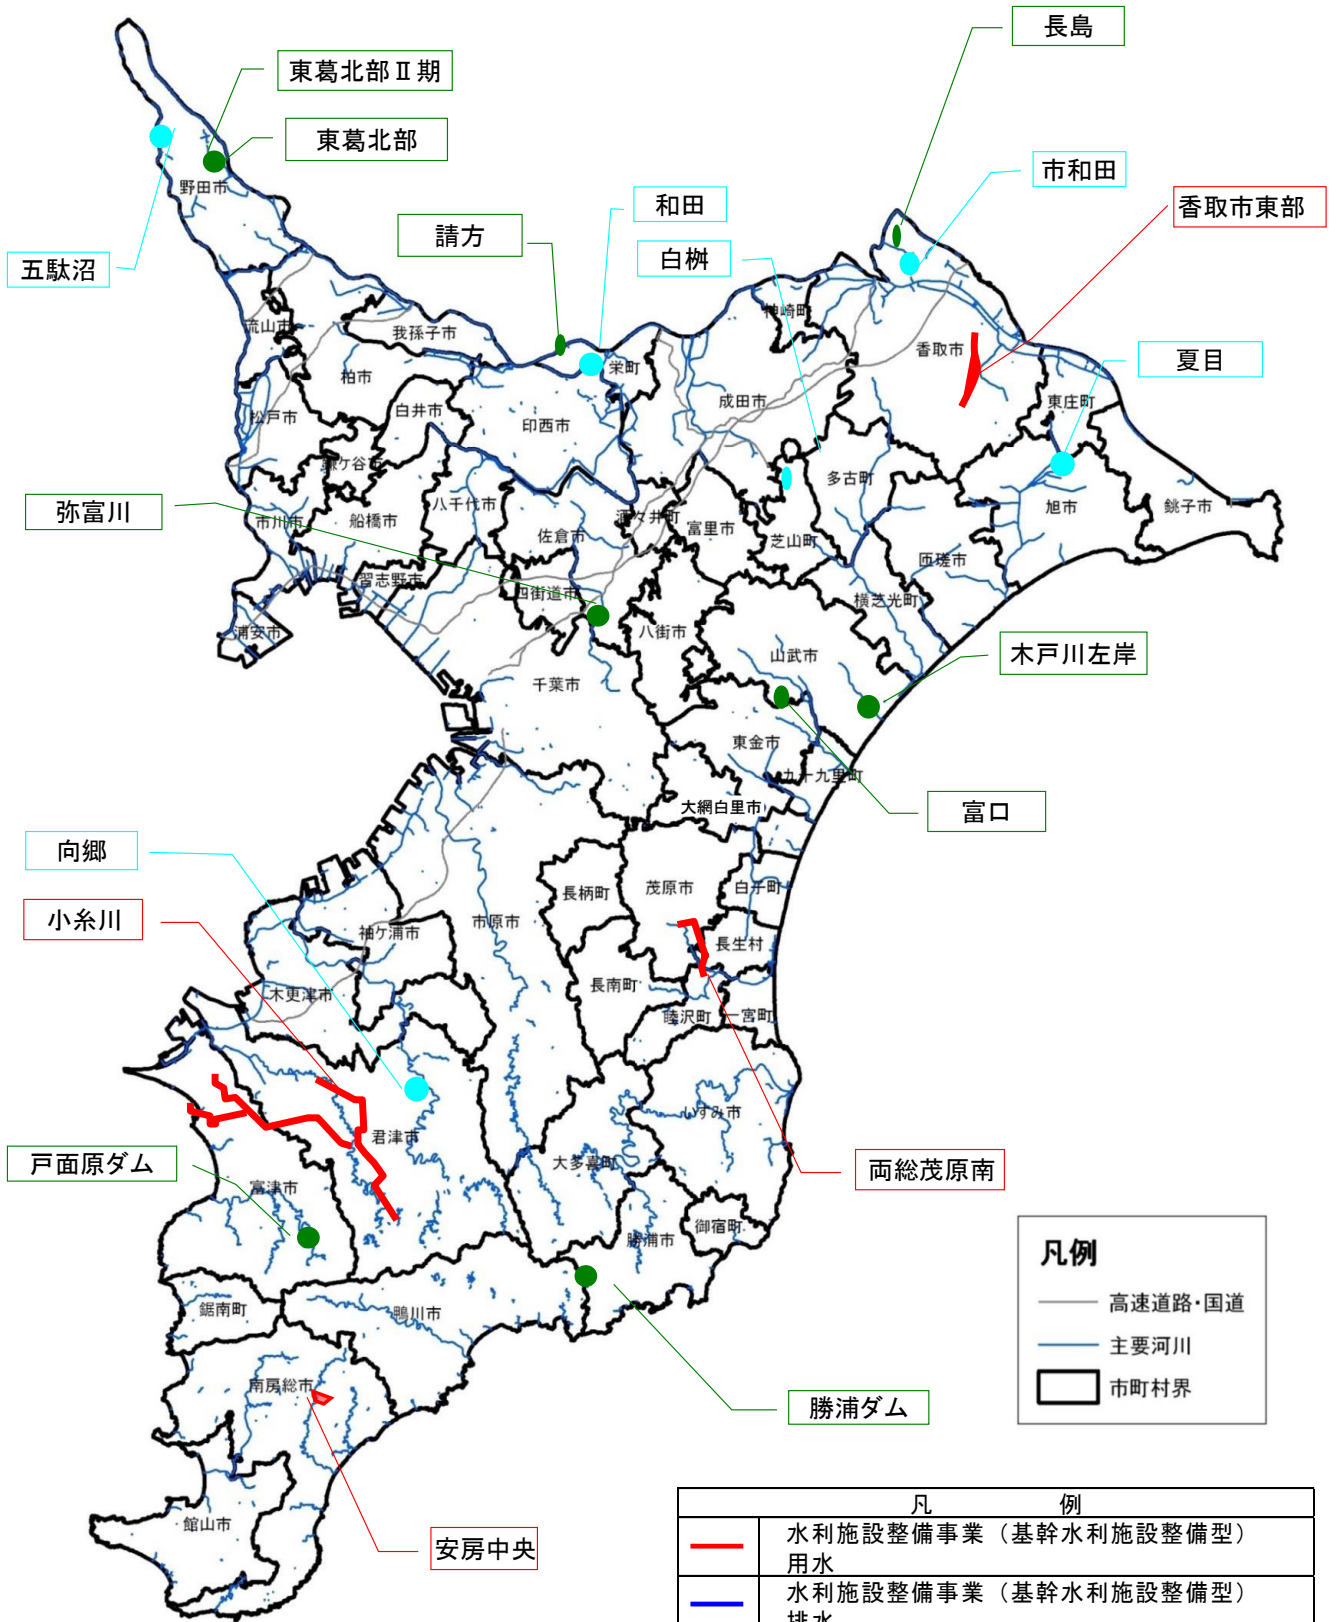 長島
東葛北部Ⅱ期
東葛北部
市和田
香取市東部
和田
請方
白桝
五駄沼
野田市
神崎町
流山市
我孫子市
香取市
夏目
栄町
柏市
成田市
東庄町
白井市
松戸市
印西市
鎌ケ谷市
多古町
弥富川
八千代市
旭市
銚子市
市川市
船橋市
酒々井町
佐倉市
富里市
芝山町
匝瑳市
習志野市
四街道市
横芝光町
浦安市
八街市
山武市
木戸川左岸
千葉市
東金市
九十九里町
大網白里市
富口
向郷
長柄町
茂原市
白子町
小糸川
市原市
袖ケ浦市
長生村
長南町
木更津市
睦沢町
一宮町
いすみ市
君津市
戸面原ダム
大多喜町
両総茂原南
富津市
御宿町
勝浦市
凡例
高速道路・国道
主要河川
市町村界
鋸南町
鴨川市
南房総市
勝浦ダム
館山市
安房中央
凡　例
水利施設整備事業（基幹水利施設整備型）
用水
水利施設整備事業（基幹水利施設整備型）
排水